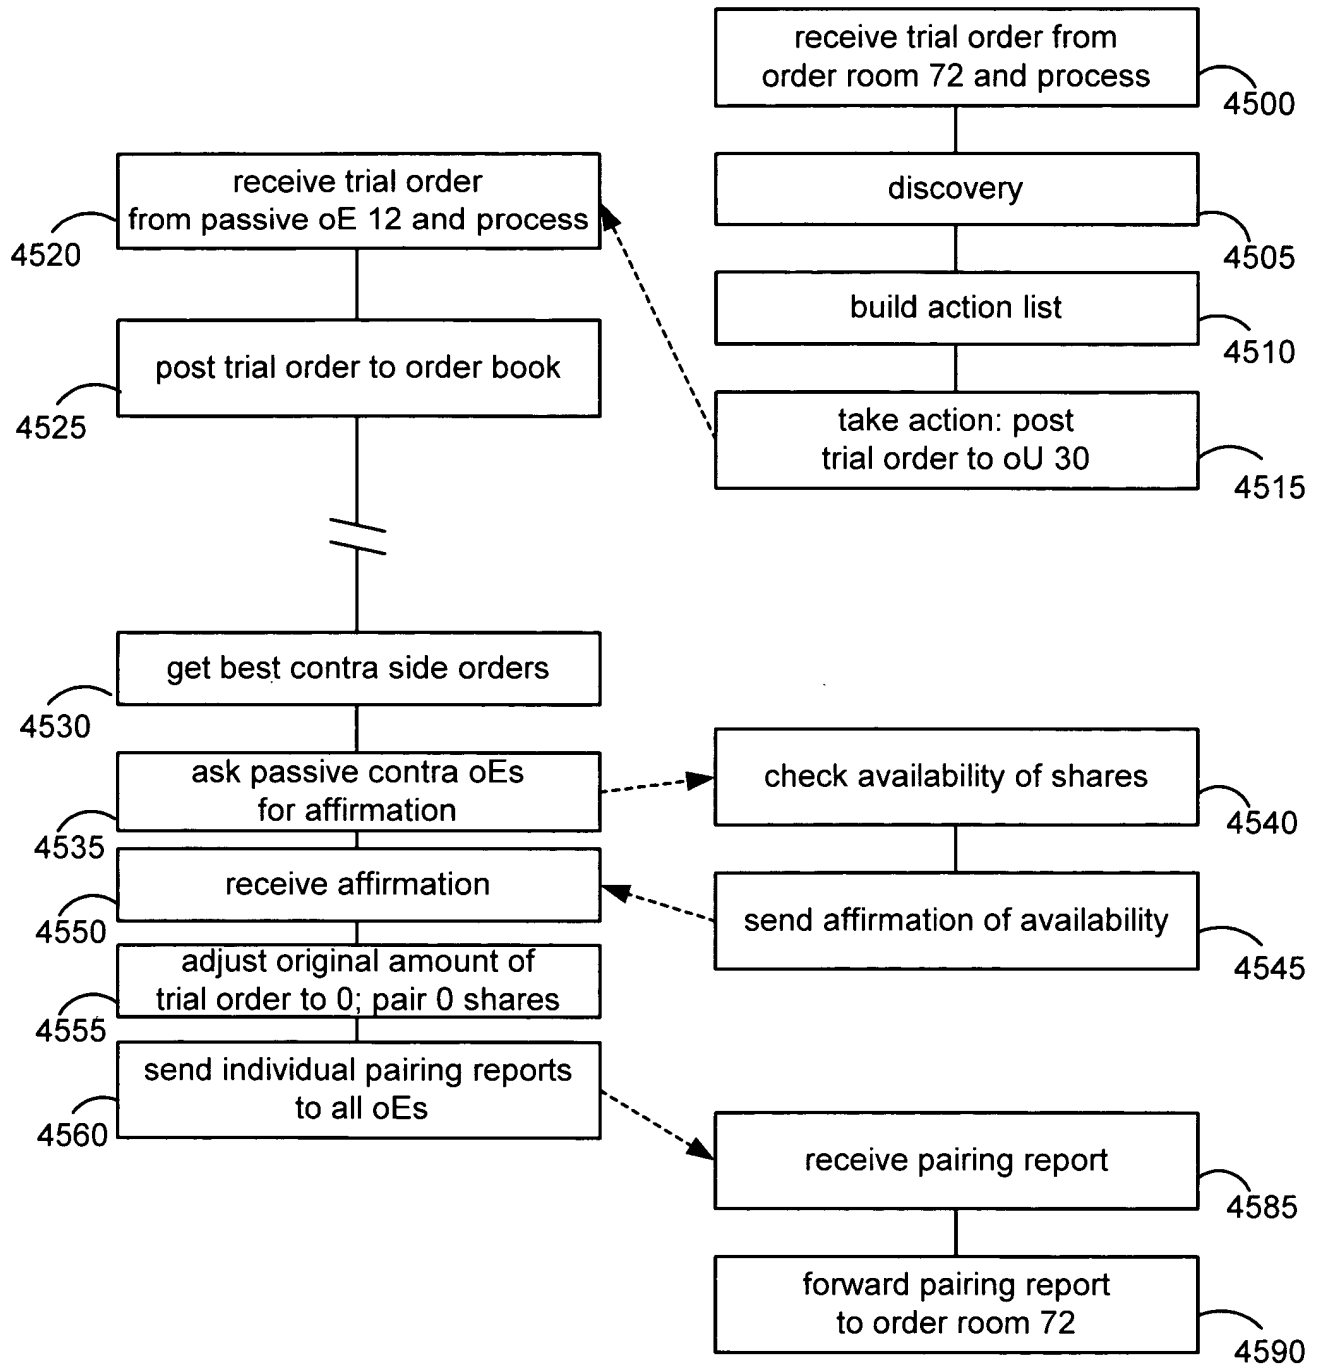 receive trial order from
order room 72 and process
4500
discovery
4505
build action list
4510
take action: post
trial order to oU 30
4515
receive trial order
from passive oE 12 and process
4520
post trial order to order book
4525
get best contra side orders
4530
ask passive contra oEs
for affirmation
4535
check availability of shares
4540
send affirmation of availability
4545
receive affirmation
4550
adjust original amount of
trial order to 0; pair 0 shares
4555
send individual pairing reports
to all oEs
4560
receive pairing report
4585
forward pairing report
to order room 72
4590